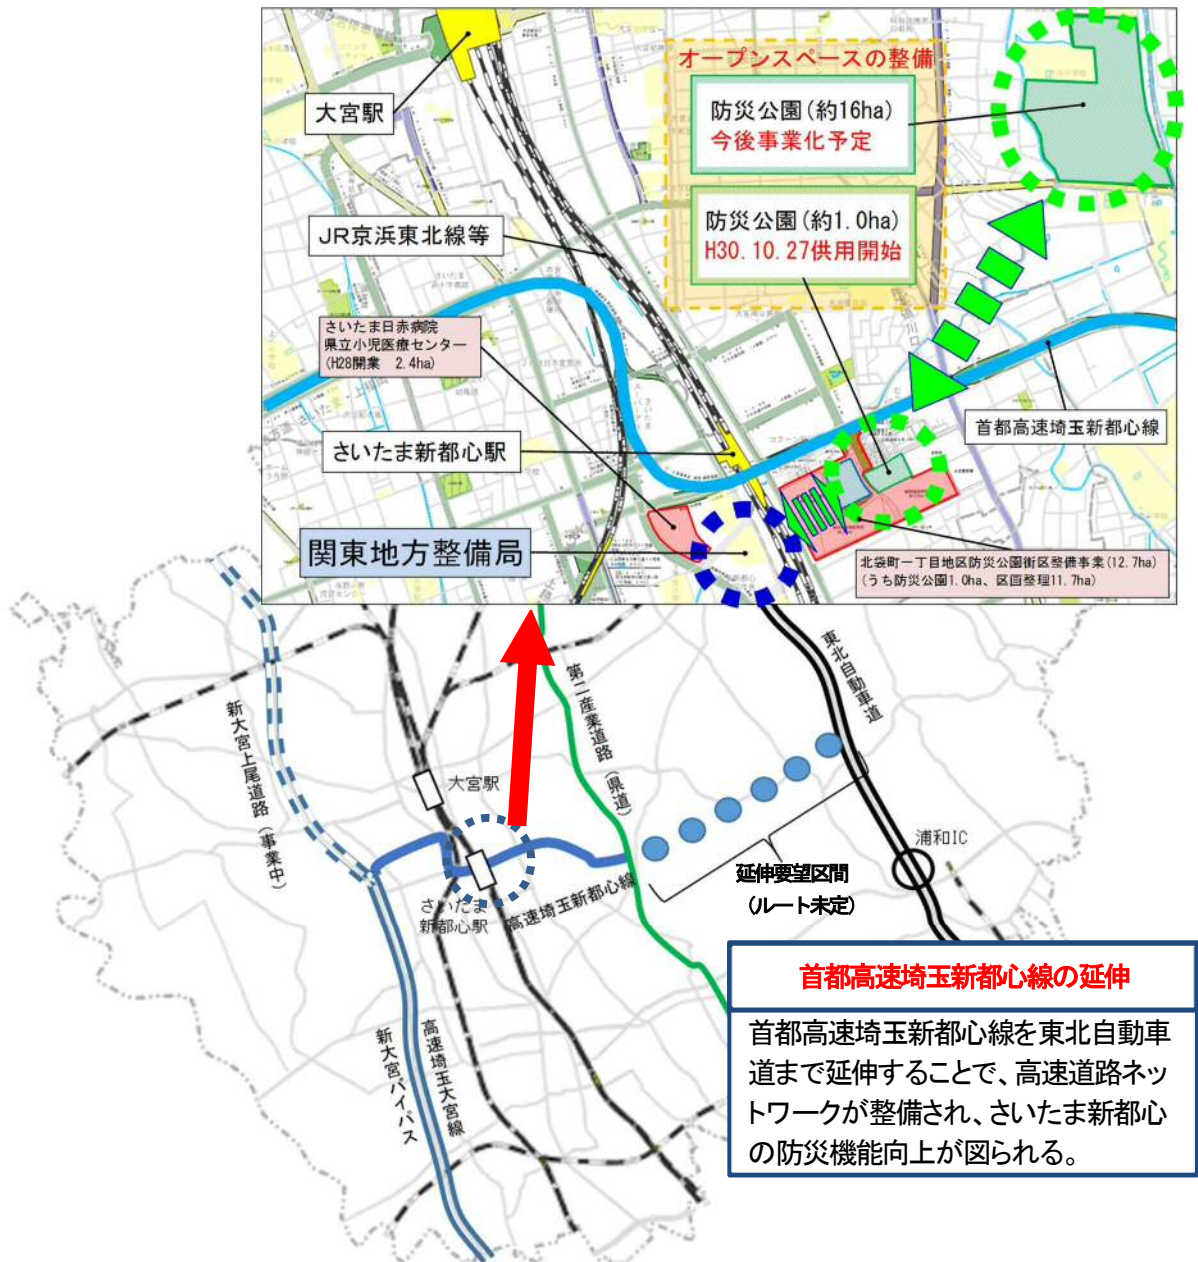 オープンスペースの整備
防災公園(約16ha)
今後事業化予定
防災公園(約1.0ha)
H30.10.27供用開始
大宮駅
JR京浜東北線等
さいたま日赤病院
県立小児医療センター
(H28開業　2.4ha)
さいたま新都心駅
首都高速埼玉新都心線
関東地方整備局
北袋町一丁目地区防災公園街区整備事業(12.7ha)
(うち防災公園1.0ha、区画整理11.7ha)
新大宮上尾道路(事業中)
第二産業道路(県道)
東北自動車道
大宮駅
浦和IC
さいたま
新都心駅
高速埼玉新都心線
延伸要望区間
(ルート未定)
新大宮バイパス
高速埼玉大宮線
首都高速埼玉新都心線の延伸
首都高速埼玉新都心線を東北自動車
道まで延伸することで、高速道路ネッ
トワークが整備され、さいたま新都心
の防災機能向上が図られる。